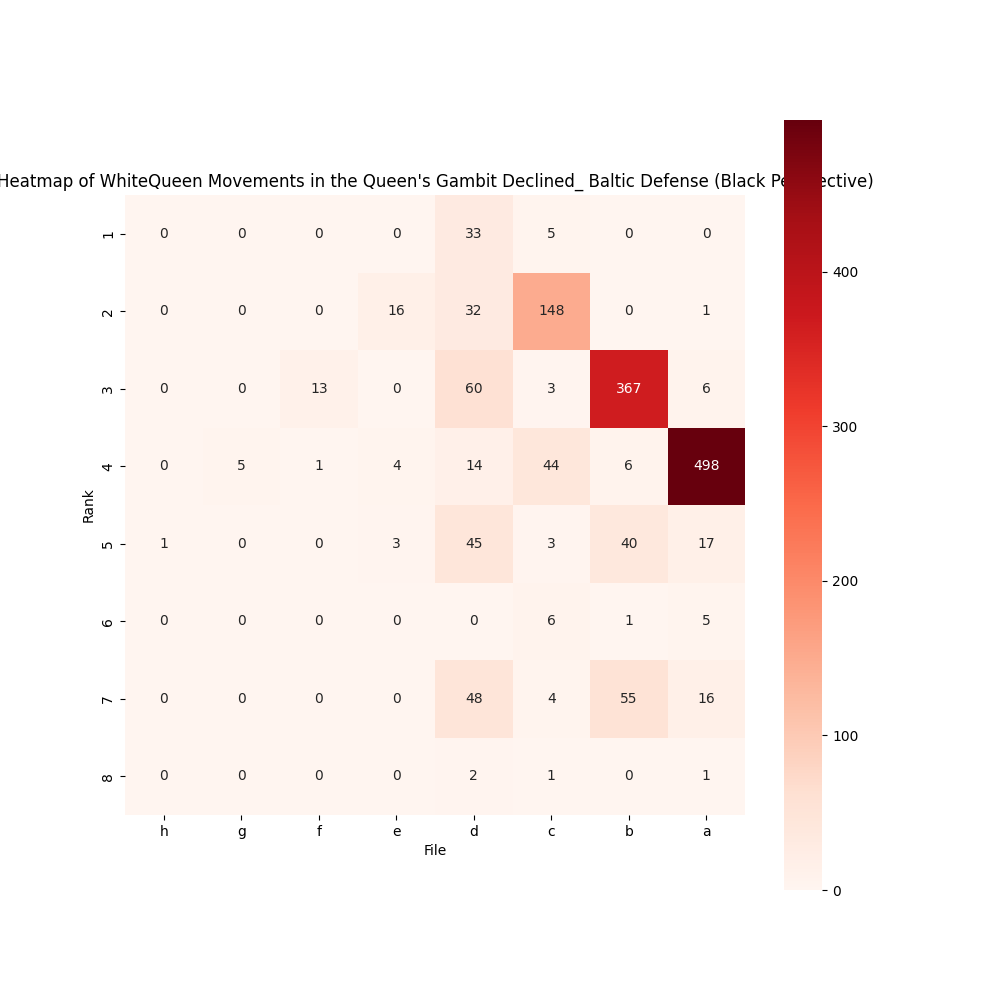 Heatmap of WhiteQueen Movements in the Queen's Gambit Declined_ Baltic Defense (Black Pe ective)
1 0 0 0 0 33 5 0 0
2 0 0 0 16 32 148 0 1
3 0 0 13 0 60 3 367 6
4 0 5 1 4 14 44 6 498
5 1 0 0 3 45 3 40 17
6 0 0 0 0 0 6 1 5
7 0 0 0 0 48 4 55 16
8 0 0 0 0 2 1 0 1
h g f e d c b a
File
Rank
400
300
200
100
0